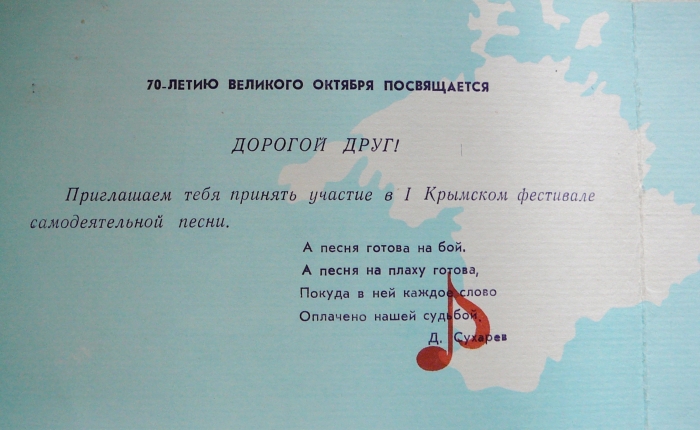 70-ЛЕТИЮ ВЕЛИКОГО ОКТЯБРЯ ПОСВЯЩАЕТСЯ
ДОРОГОЙ ДРУГ!
Приглашаем тебя принять участие в I Крымском фестивале
самодеятельной песни.
А песня готова на бой.
А песня на плаху готова,
Покуда в ней каждое слово
Оплачено нашей судьбой.
Д. Сухарев